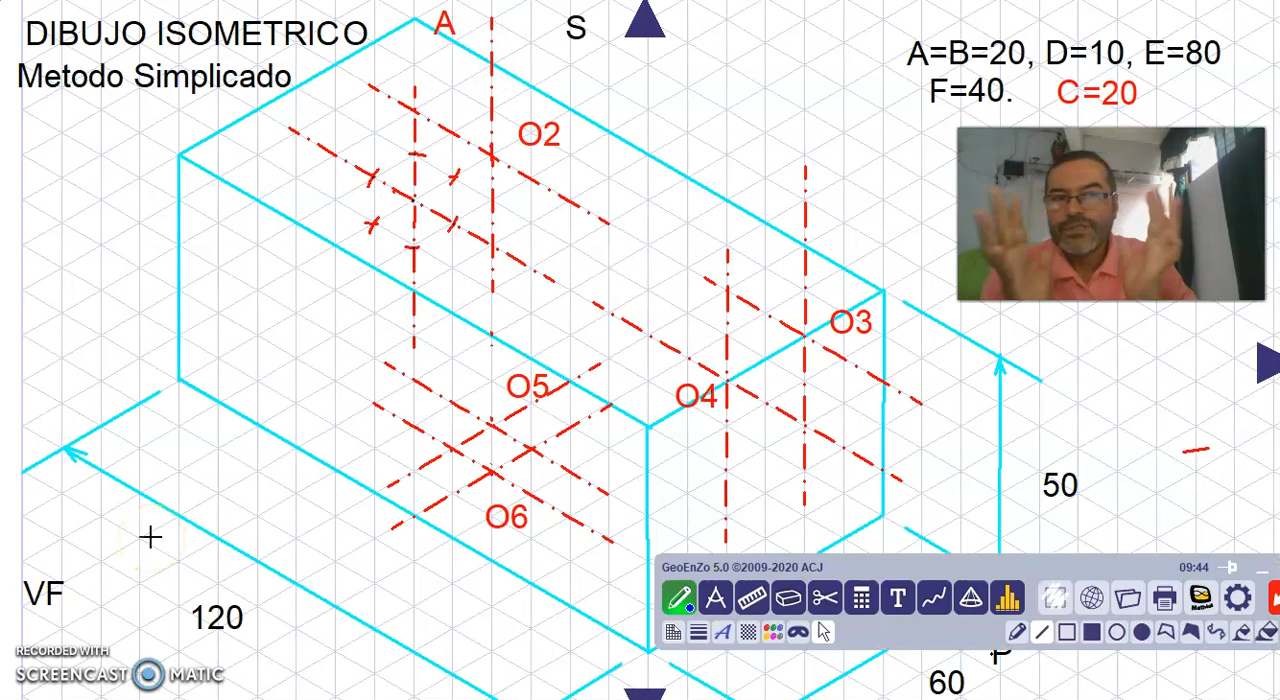 DIBUJO ISOMETRICO
Metodo Simplicado
A
S
A=B=20, D=10, E=80
F=40. C=20
O2
O3
O4
O5
O6
50
VF
120
GeoEnZo 5.0 ©2009-2020 ACJ
09:44
RECORDED WITH
SCREENCAST MATIC
60